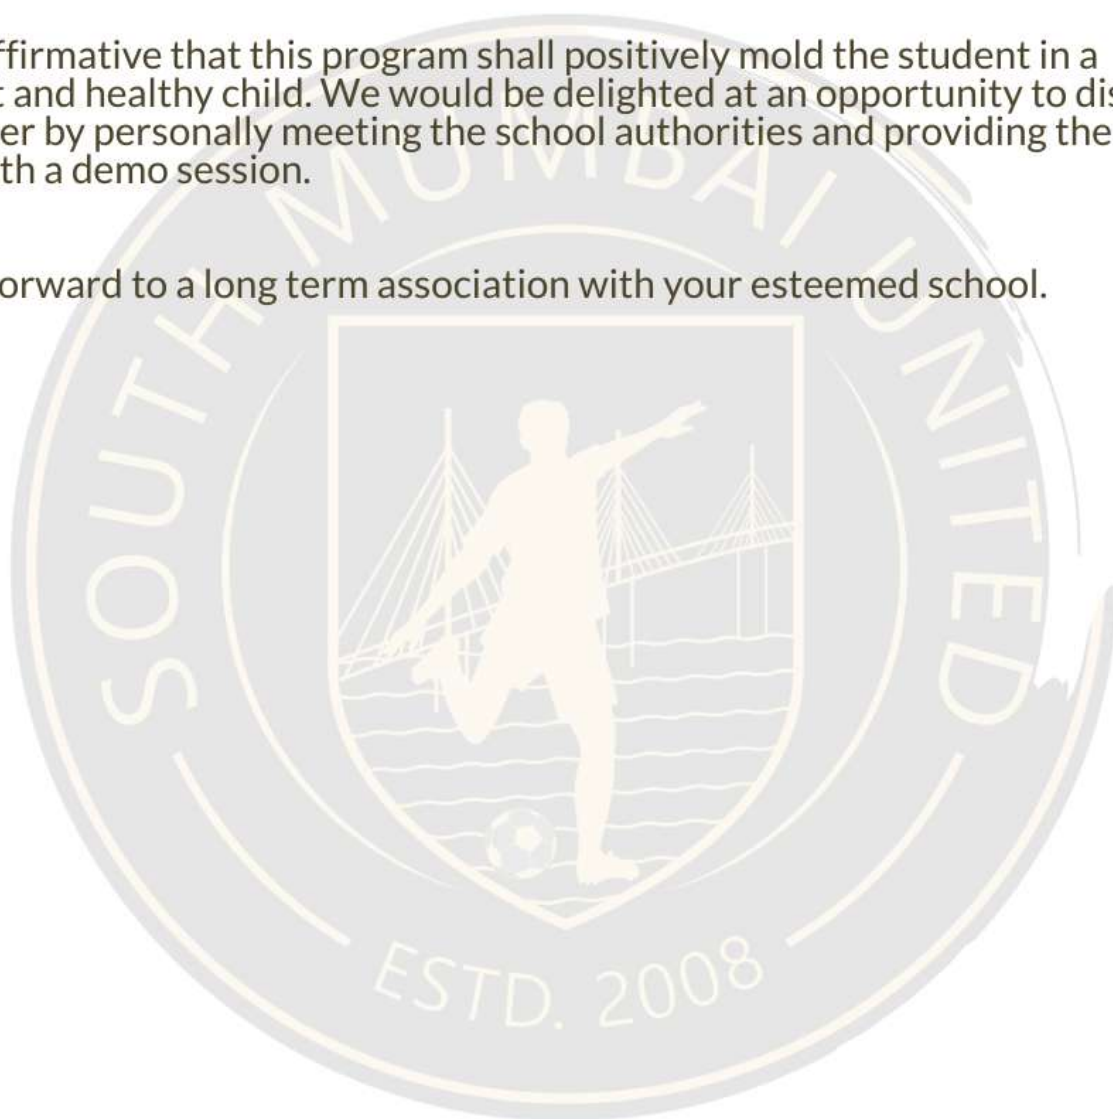 ffirmative that this program shall positively mold the student in a
t and healthy child. We would be delighted at an opportunity to dis
er by personally meeting the school authorities and providing the
th a demo session.
orward to a long term association with your esteemed school.
SOUTH MUMBAI UNITED
ESTD. 2008